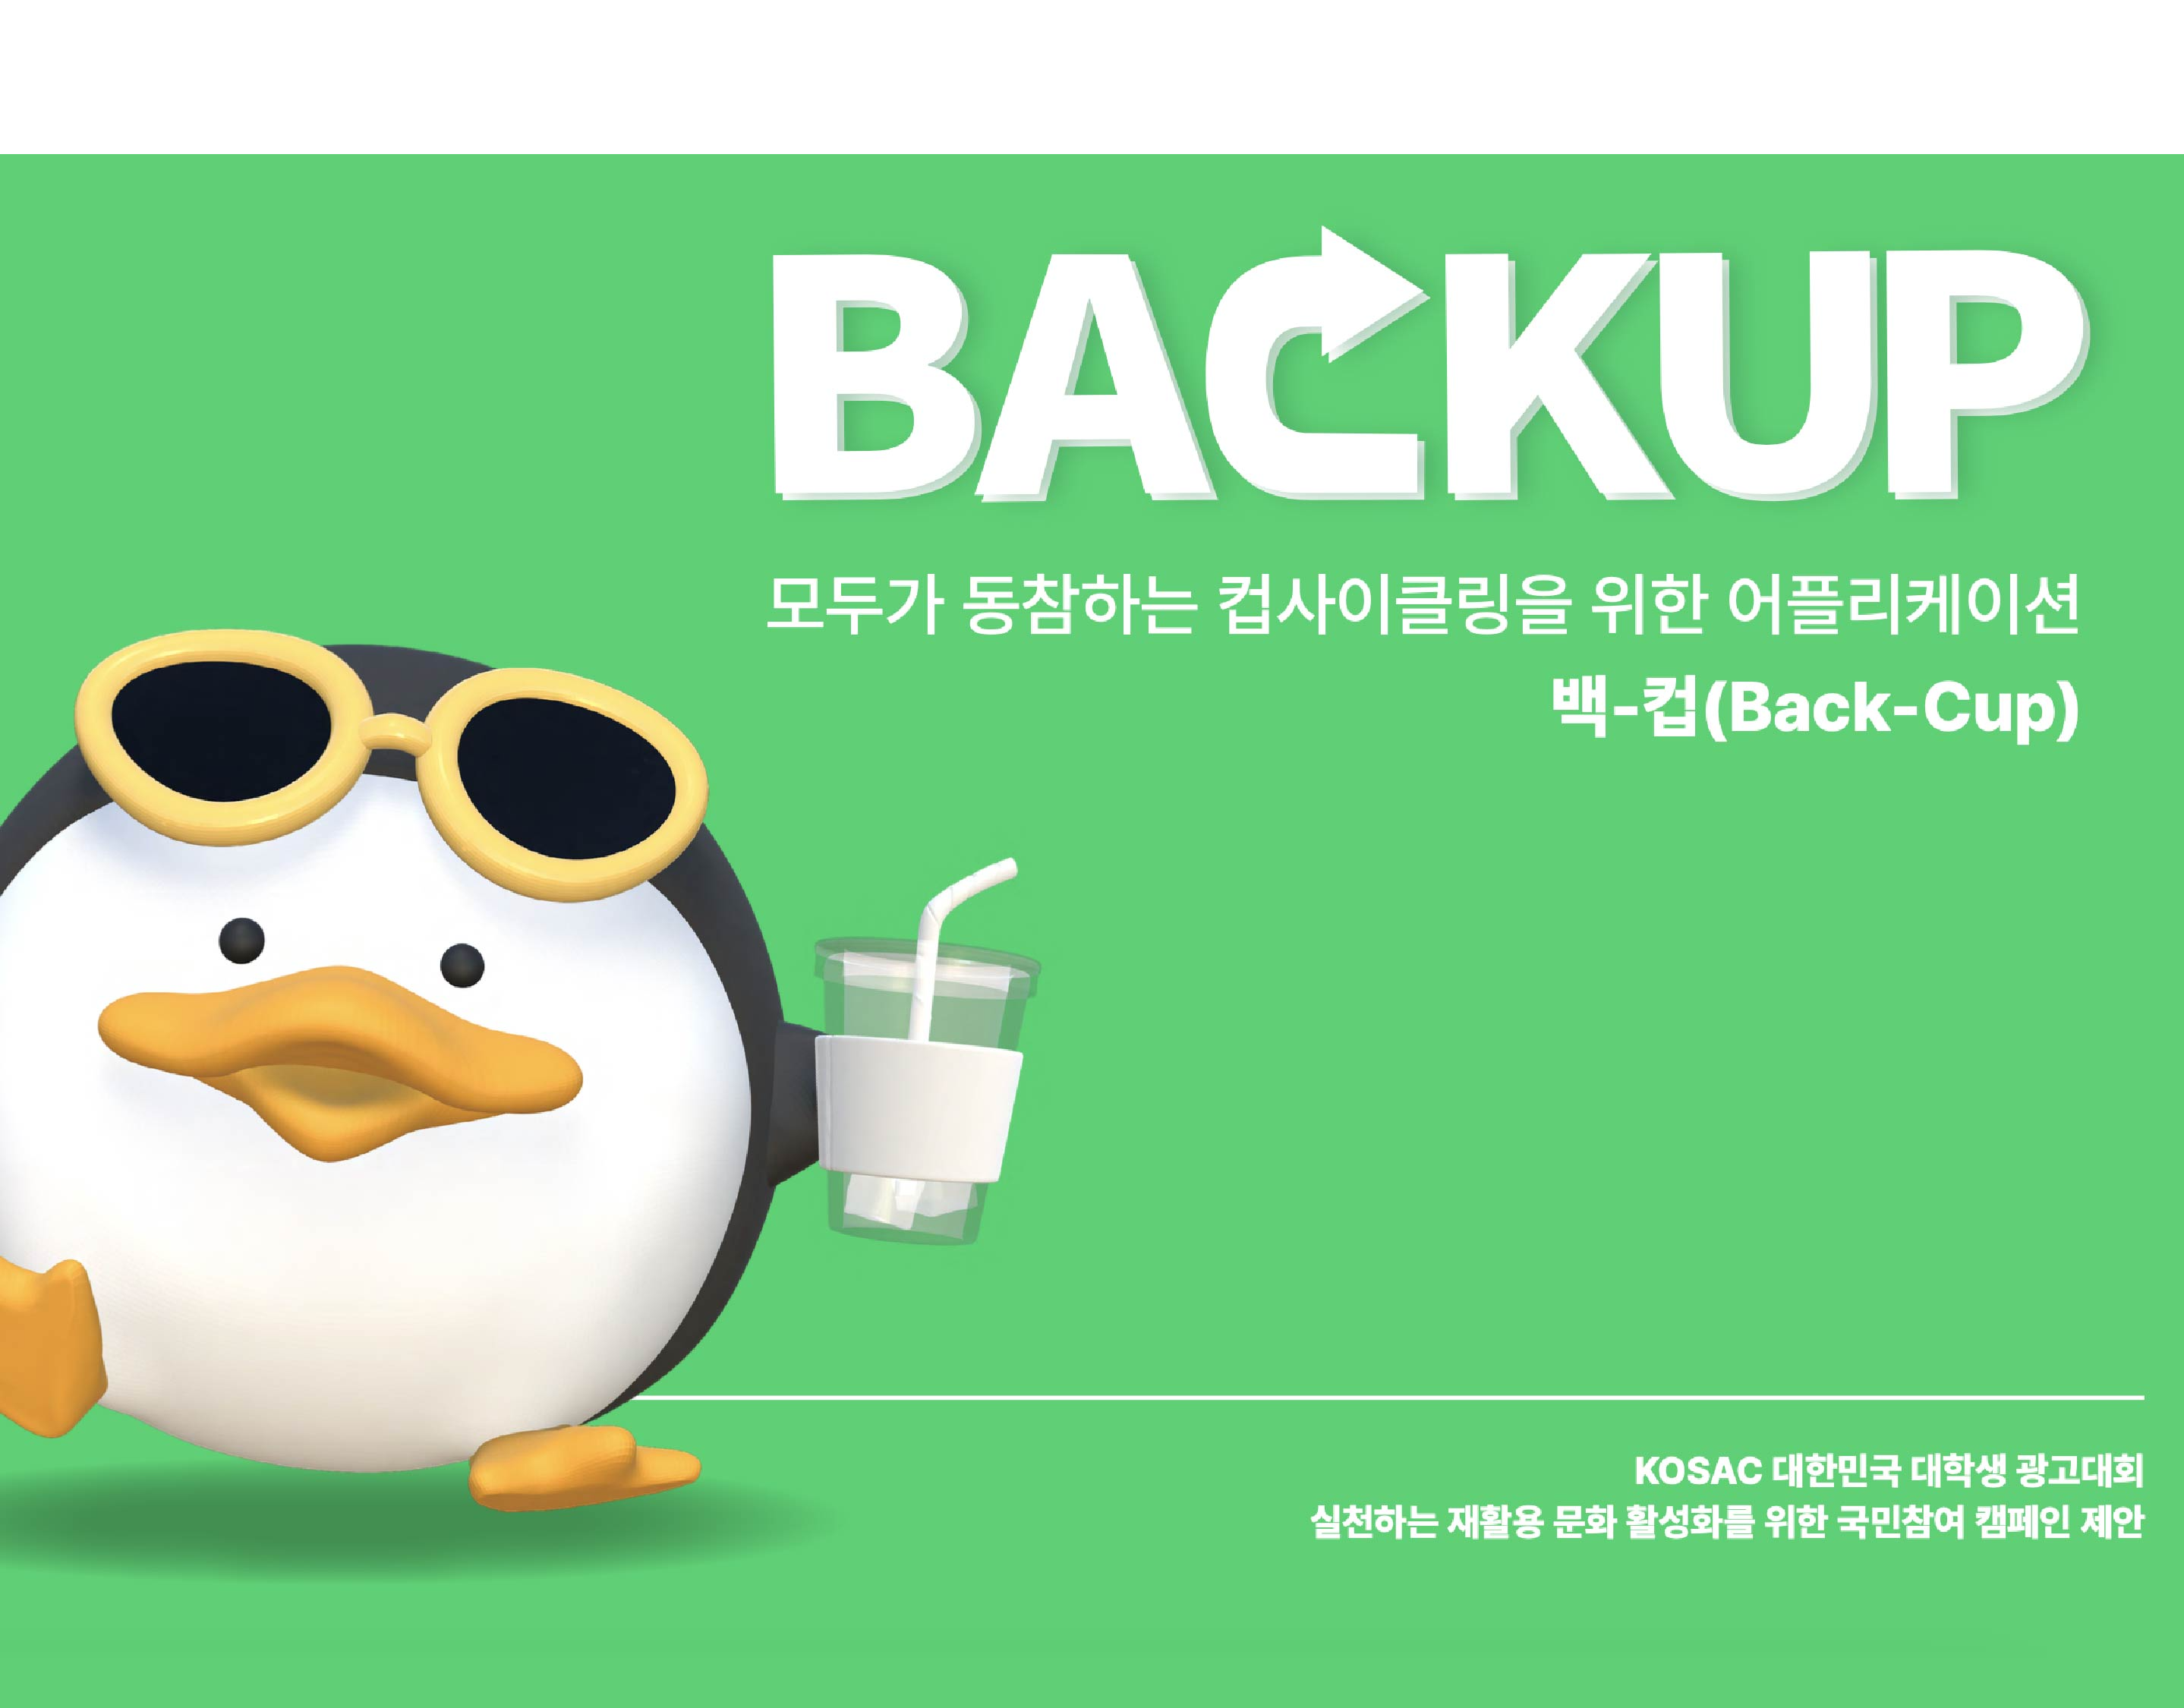 BACKUP
모두가 동참하는 컵사이클링을 위한 어플리케이션
백-컵(Back-Cup)
KOSAC 대한민국 대학생 광고대회
실천하는 재활용 문화 활성화를 위한 국민참여 캠페인 제안